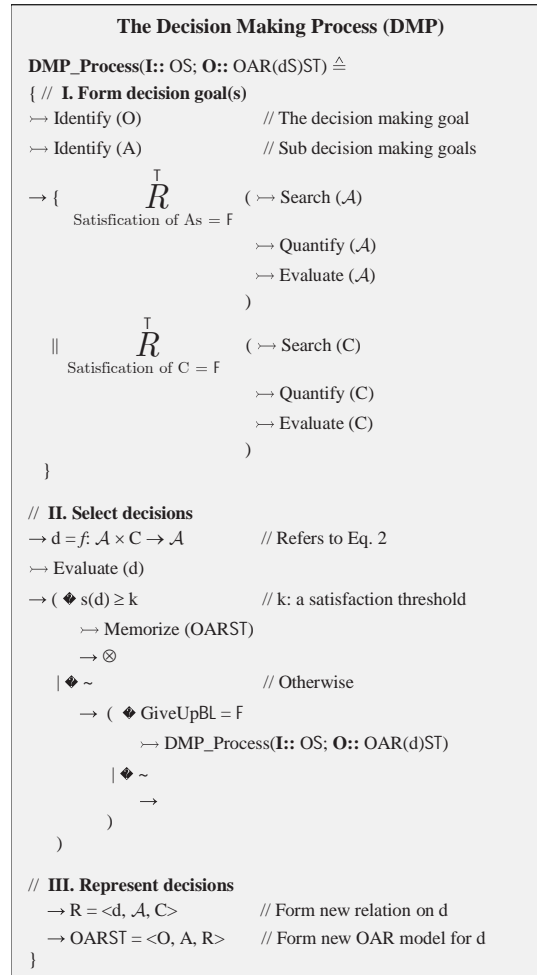 The Decision Making Process (DMP)
DMP_Process(I:: OS; O:: OAR(dS)ST) ≙
{ // I. Form decision goal(s)
↣ Identify (O) // The decision making goal
↣ Identify (A) // Sub decision making goals
T
→ { R ( ↣ Search (𝒜)
Satisfication of As = F
↣ Quantify (𝒜)
↣ Evaluate (𝒜)
)
T
|| R ( ↣ Search (C)
Satisfication of C = F
↣ Quantify (C)
↣ Evaluate (C)
)
}
// II. Select decisions
→ d = f: 𝒜 × C → 𝒜 // Refers to Eq. 2
↣ Evaluate (d)
→ ( � s(d) ≥ k // k: a satisfaction threshold
↣ Memorize (OARST)
→ ⊗
| � ~ // Otherwise
→ ( � GiveUpBL = F
↣ DMP_Process(I:: OS; O:: OAR(d)ST)
| � ~
→
)
)
// III. Represent decisions
→ R = <d, 𝒜, C> // Form new relation on d
→ OARST = <O, A, R> // Form new OAR model for d
}